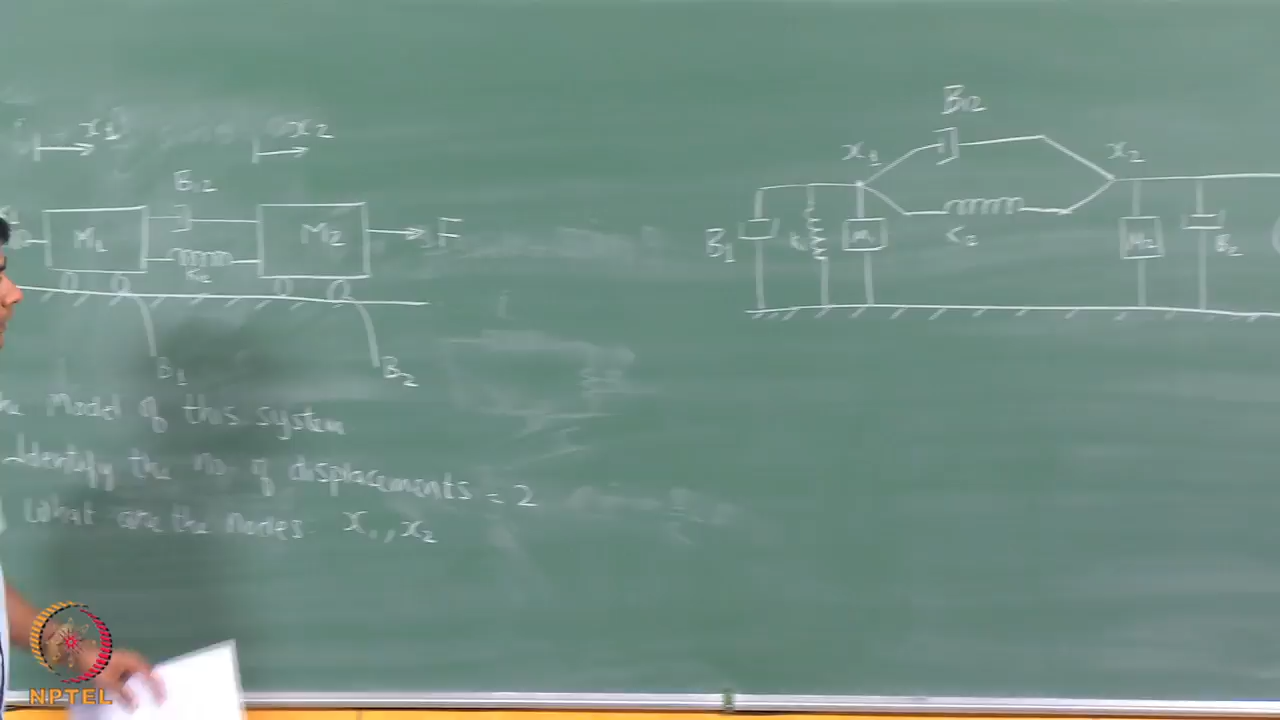 x1
x2
B12
M1
M2
F
K12
B1
B2
Model of this system
Identify the no. of displacements = 2
What are the nodes. x1, x2
B12
x1
x2
B1
K1
M1
K2
M2
B2
NPTEL